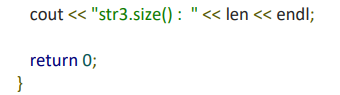 cout << "str3.size() :  " << len << endl;
return 0;
}